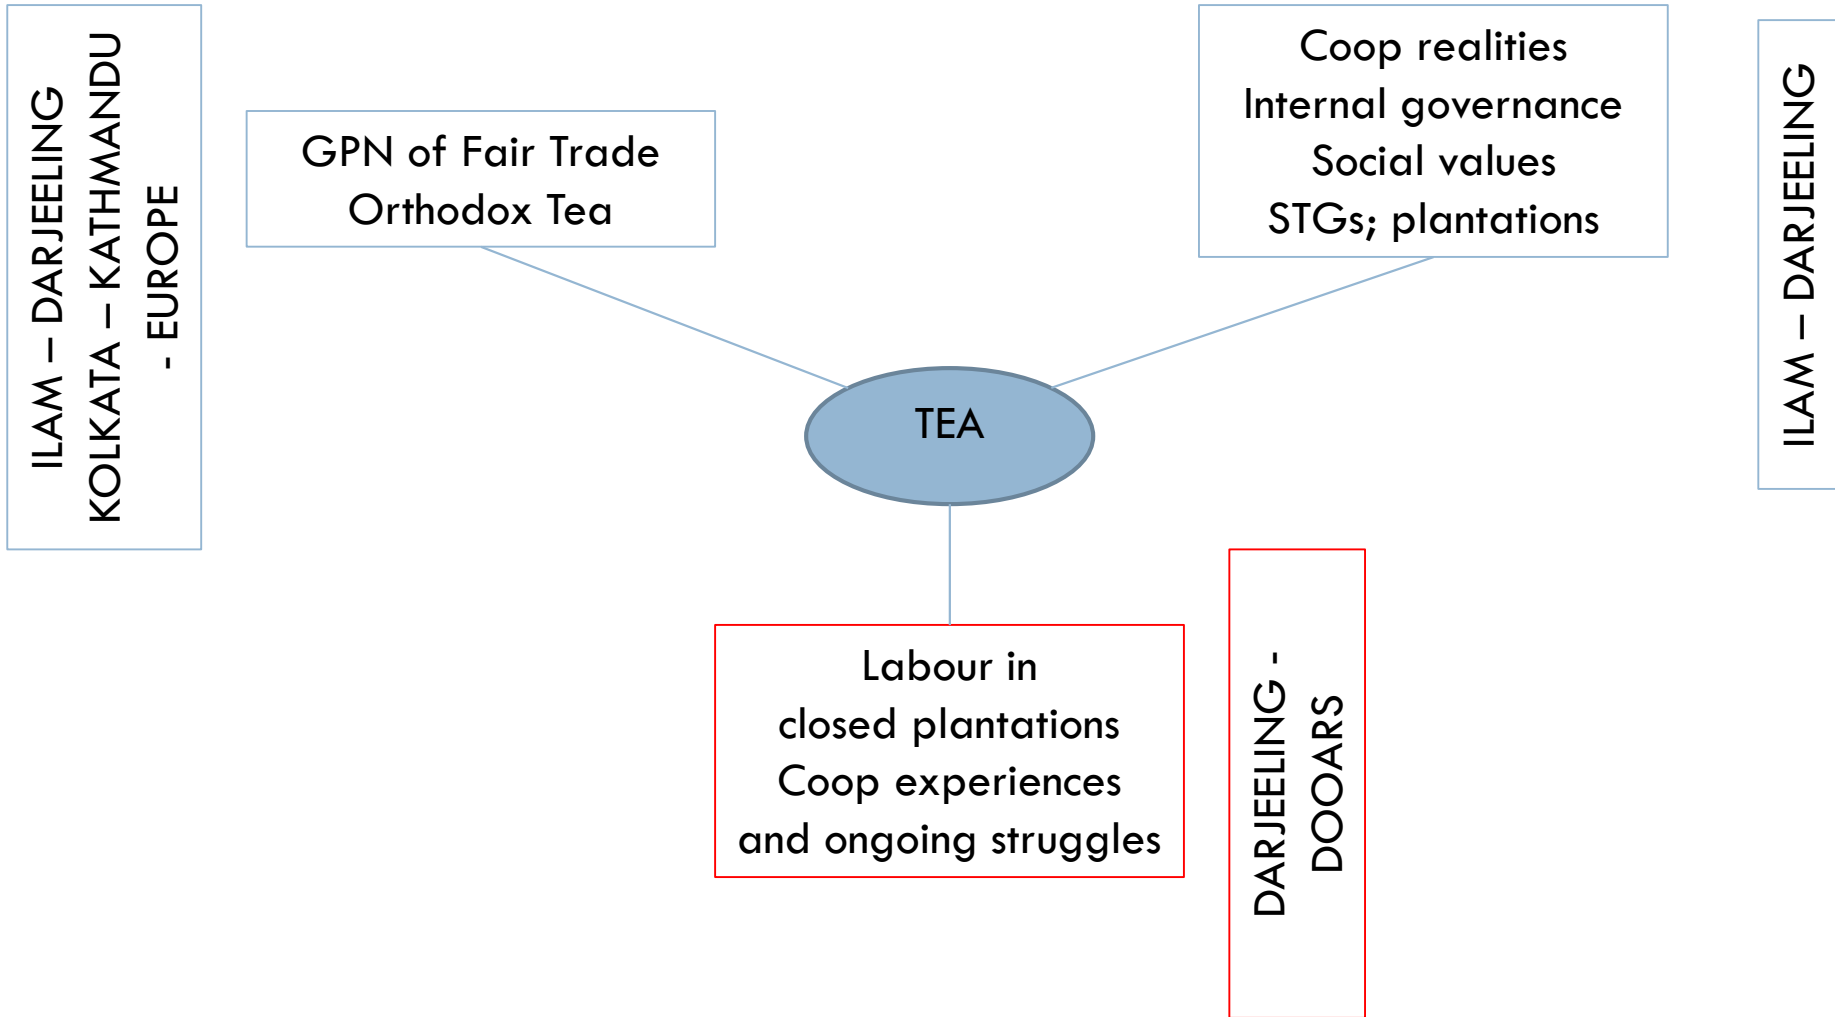 ILAM – DARJEELING
KOLKATA – KATHMANDU
- EUROPE
GPN of Fair Trade
Orthodox Tea
Coop realities
Internal governance
Social values
STGs; plantations
ILAM – DARJEELING
TEA
Labour in
closed plantations
Coop experiences
and ongoing struggles
DARJEELING -
DOOARS